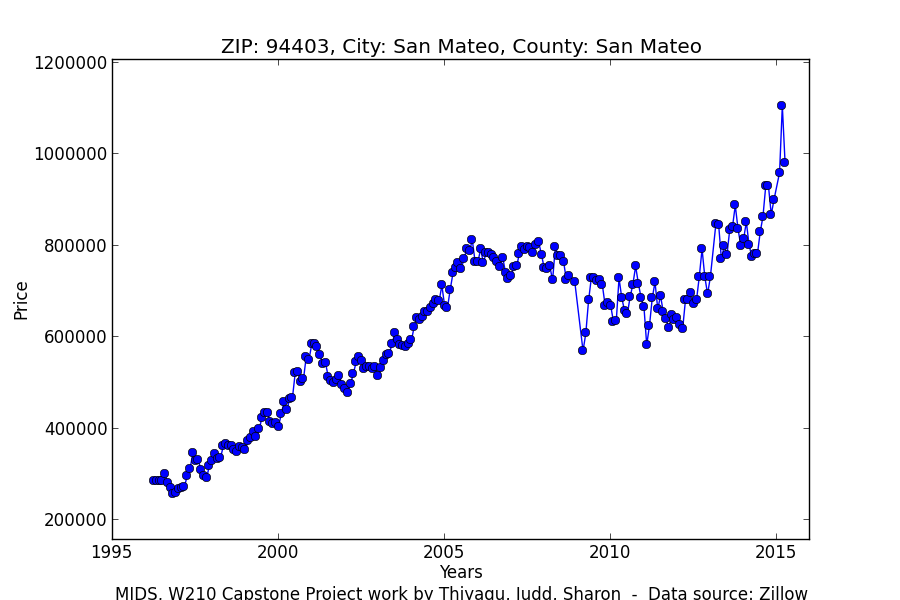 ZIP: 94403, City: San Mateo, County: San Mateo
1200000
1000000
800000
600000
400000
200000
Price
1995 2000 2005 2010 2015
Years
MIDS, W210 Capstone Project work by Thiyagu, Judd, Sharon - Data source: Zillow